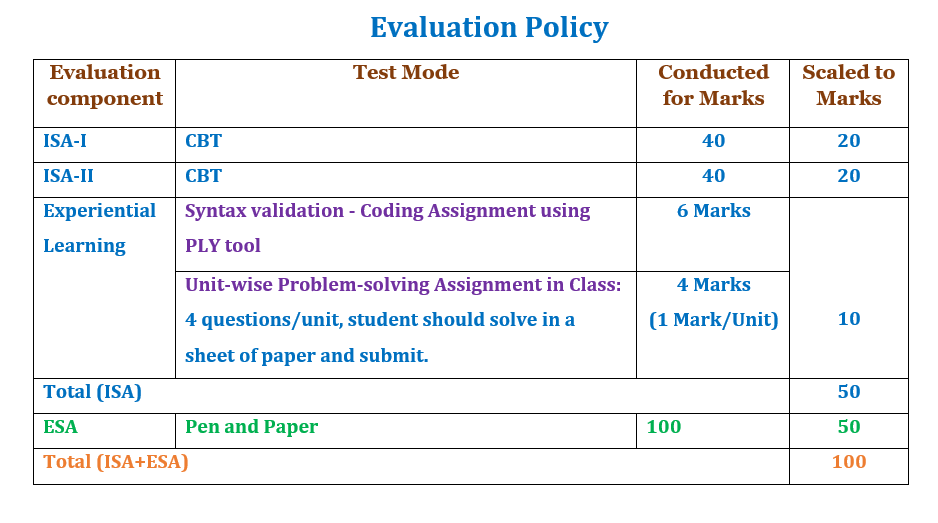 Evaluation Policy
Evaluation component | Test Mode | Conducted for Marks | Scaled to Marks
ISA-I | CBT | 40 | 20
ISA-II | CBT | 40 | 20
Experiential Learning | Syntax validation - Coding Assignment using PLY tool | 6 Marks | 10
Unit-wise Problem-solving Assignment in Class: 4 questions/unit, student should solve in a sheet of paper and submit. | 4 Marks (1 Mark/Unit)
Total (ISA) | 50
ESA | Pen and Paper | 100 | 50
Total (ISA+ESA) | 100